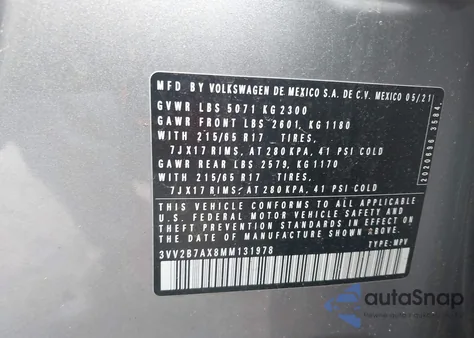 MFD. BY VOLKSWAGEN DE MEXICO S.A. DE C.V. MEXICO 05/21
GVWR LBS 5071 KG 2300
GAWR FRONT LBS 2601, KG 1180
WITH 215/65 R17 TIRES,
7JX17 RIMS, AT 280 KPA, 41 PSI COLD
GAWR REAR LBS 2579, KG 1170
WITH 215/65 R17 TIRES,
7JX17 RIMS, AT 280 KPA, 41 PSI COLD
THIS VEHICLE CONFORMS TO ALL APPLICABLE
U.S. FEDERAL MOTOR VEHICLE SAFETY AND
THEFT PREVENTION STANDARDS IN EFFECT ON
THE DATE OF MANUFACTURE SHOWN ABOVE.
3VV2B7AX8MM131978 TYPE: MPV
2020696 3584.
autoSnap